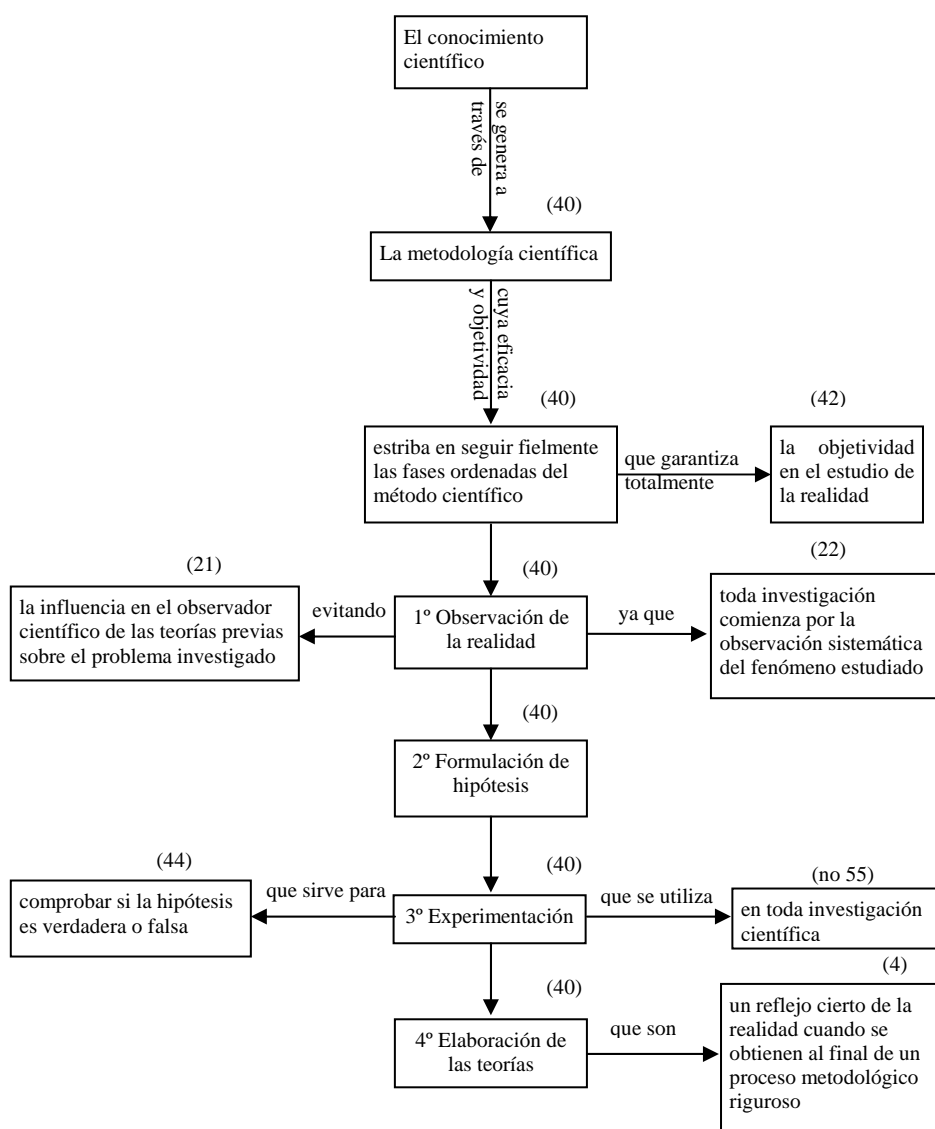 El conocimiento
científico
se genera a
través de
(40)
La metodología científica
cuya eficacia
y objetividad
(40)
estriba en seguir fielmente
las fases ordenadas del
método científico
que garantiza
totalmente
(42)
la objetividad
en el estudio de
la realidad
(40)
1º Observación de
la realidad
evitando
(21)
la influencia en el observador
científico de las teorías previas
sobre el problema investigado
ya que
(22)
toda investigación
comienza por la
observación sistemática
del fenómeno estudiado
(40)
2º Formulación de
hipótesis
(40)
3º Experimentación
que sirve para
(44)
comprobar si la hipótesis
es verdadera o falsa
que se utiliza
(no 55)
en toda investigación
científica
(40)
4º Elaboración de
las teorías
que son
(4)
un reflejo cierto de la
realidad cuando se
obtienen al final de un
proceso metodológico
riguroso